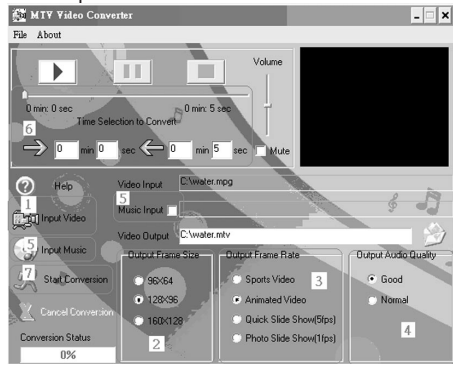 MTV Video Converter
File About
Volume
0 min: 0 sec 0 min: 5 sec
6 Time Selection to Convert
0 min 0 sec 0 min 5 sec Mute
Help Video Input C:\water.mpg
1 5
Input Video Music Input
Video Output C:\water.mtv
5 Input Music
Output Frame Size Output Frame Rate Output Audio Quality
7 Start Conversion 96X64 Sports Video 3 Good
128X96 Animated Video Normal
Cancel Conversion 160X128 Quick Slide Show(5fps)
2 4
Conversion Status Photo Slide Show(1fps)
0%